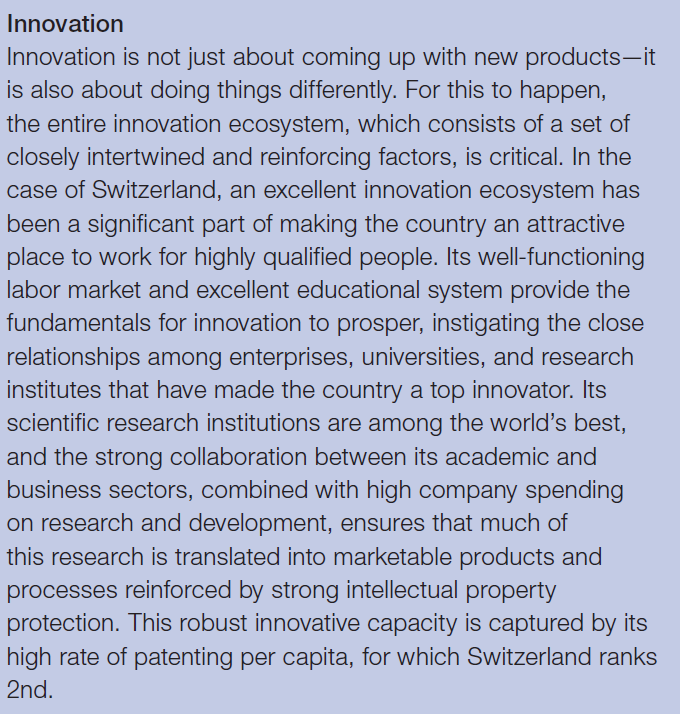 Innovation
Innovation is not just about coming up with new products—it
is also about doing things differently. For this to happen,
the entire innovation ecosystem, which consists of a set of
closely intertwined and reinforcing factors, is critical. In the
case of Switzerland, an excellent innovation ecosystem has
been a significant part of making the country an attractive
place to work for highly qualified people. Its well-functioning
labor market and excellent educational system provide the
fundamentals for innovation to prosper, instigating the close
relationships among enterprises, universities, and research
institutes that have made the country a top innovator. Its
scientific research institutions are among the world’s best,
and the strong collaboration between its academic and
business sectors, combined with high company spending
on research and development, ensures that much of
this research is translated into marketable products and
processes reinforced by strong intellectual property
protection. This robust innovative capacity is captured by its
high rate of patenting per capita, for which Switzerland ranks
2nd.